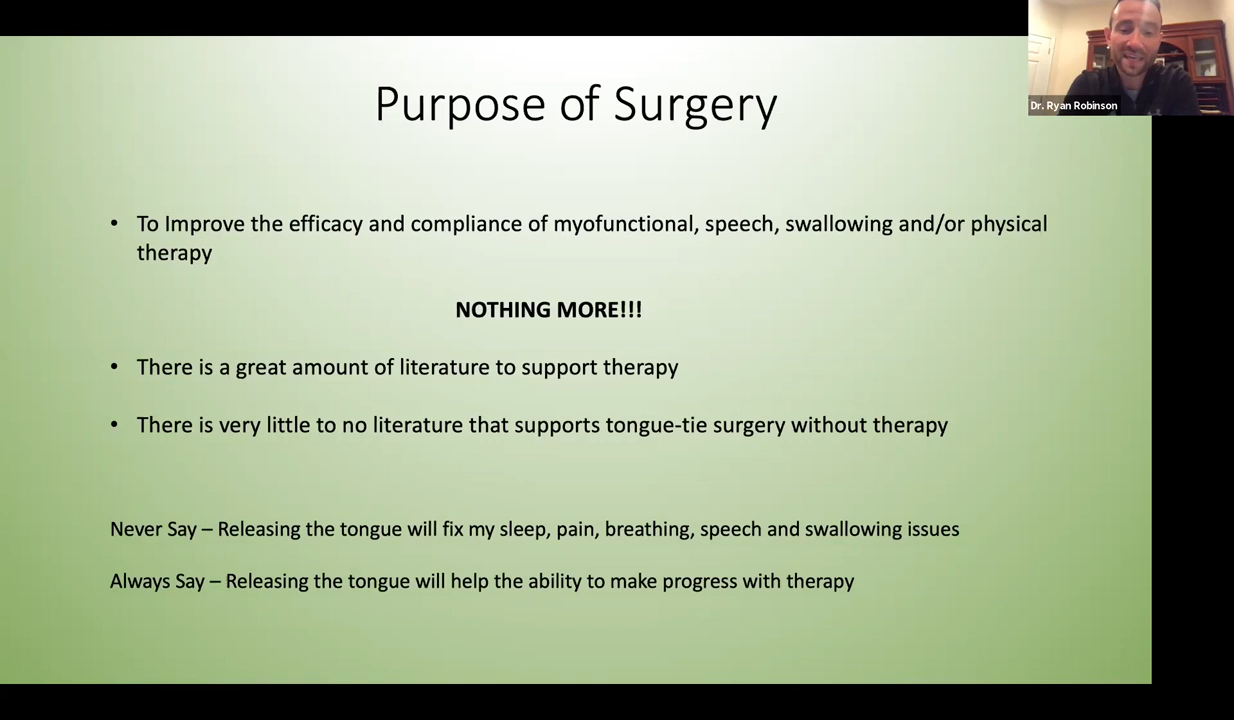 Dr. Ryan Robinson
Purpose of Surgery
• To Improve the efficacy and compliance of myofunctional, speech, swallowing and/or physical
therapy
NOTHING MORE!!!
• There is a great amount of literature to support therapy
• There is very little to no literature that supports tongue-tie surgery without therapy
Never Say – Releasing the tongue will fix my sleep, pain, breathing, speech and swallowing issues
Always Say – Releasing the tongue will help the ability to make progress with therapy